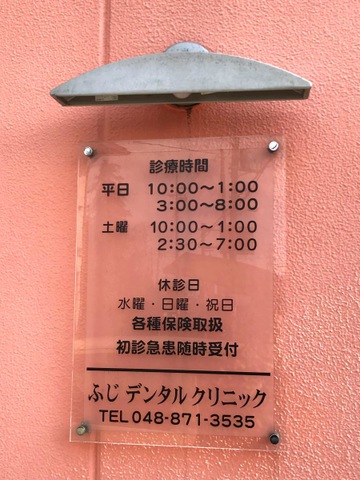 診療時間
平日 10:00～1:00
3:00～8:00
土曜 10:00～1:00
2:30～7:00
休診日
水曜・日曜・祝日
各種保険取扱
初診急患随時受付
ふじ デンタル クリニック
TEL 048-871-3535